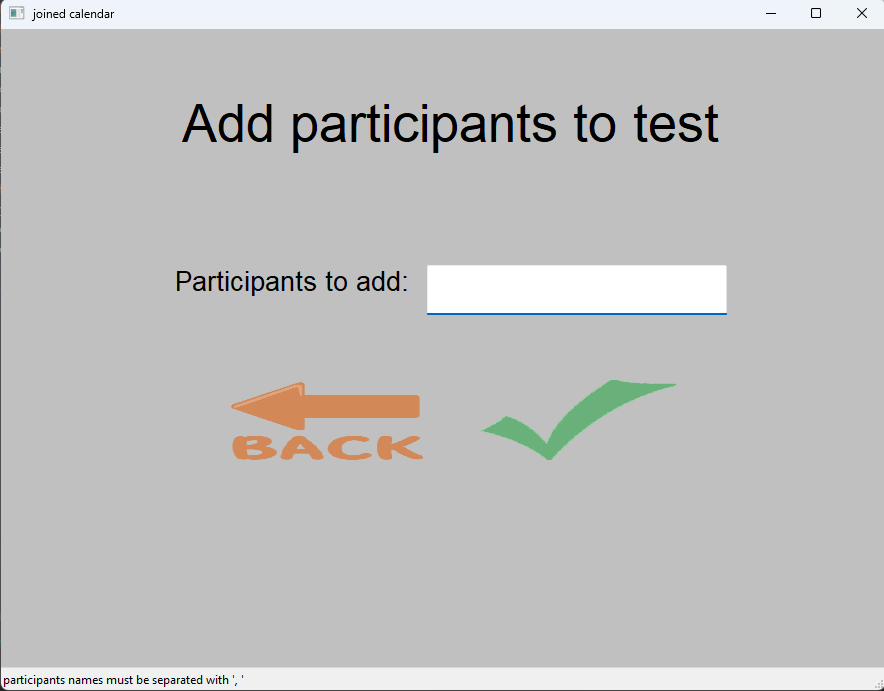 joined calendar
Add participants to test
Participants to add:
BACK
participants names must be separated with ', '